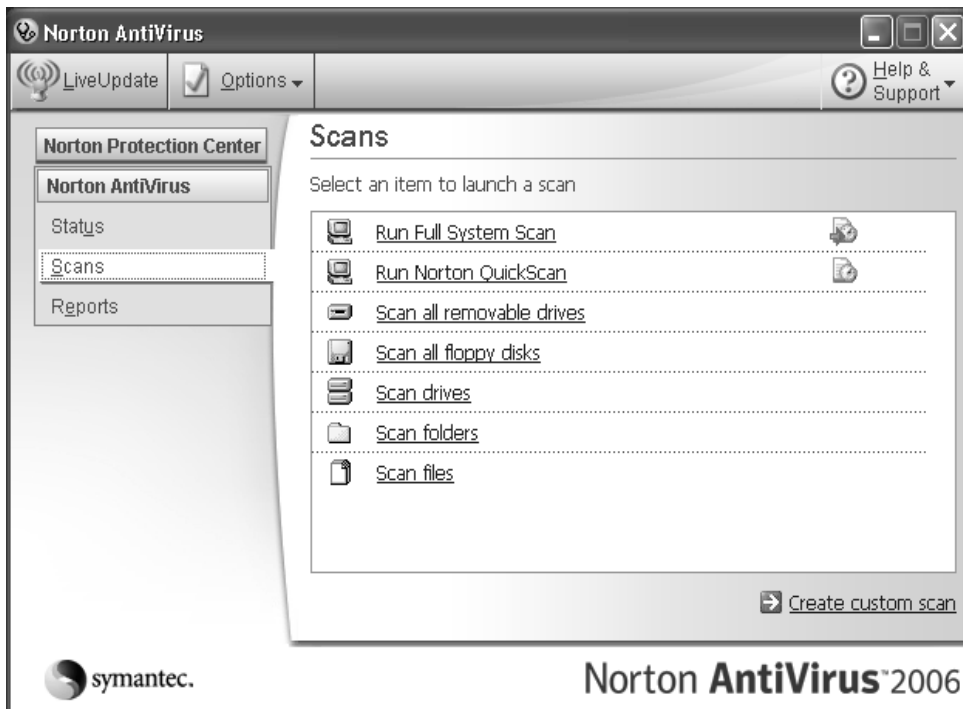 Norton AntiVirus
LiveUpdate Options Help & Support
Norton Protection Center
Norton AntiVirus
Status
Scans
Reports
Scans
Select an item to launch a scan
Run Full System Scan
Run Norton QuickScan
Scan all removable drives
Scan all floppy disks
Scan drives
Scan folders
Scan files
Create custom scan
symantec.
Norton AntiVirus™2006